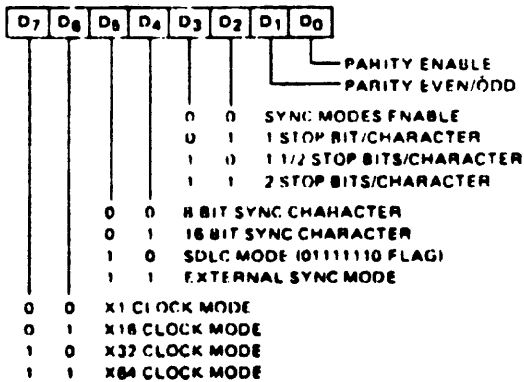 D7 D6 D5 D4 D3 D2 D1 D0
PARITY ENABLE
PARITY EVEN/ODD
0 0 SYNC MODES ENABLE
0 1 1 STOP BIT/CHARACTER
1 0 1 1/2 STOP BITS/CHARACTER
1 1 2 STOP BITS/CHARACTER
0 0 8 BIT SYNC CHARACTER
0 1 16 BIT SYNC CHARACTER
1 0 SDLC MODE (01111110 FLAG)
1 1 EXTERNAL SYNC MODE
0 0 X1 CLOCK MODE
0 1 X16 CLOCK MODE
1 0 X32 CLOCK MODE
1 1 X64 CLOCK MODE